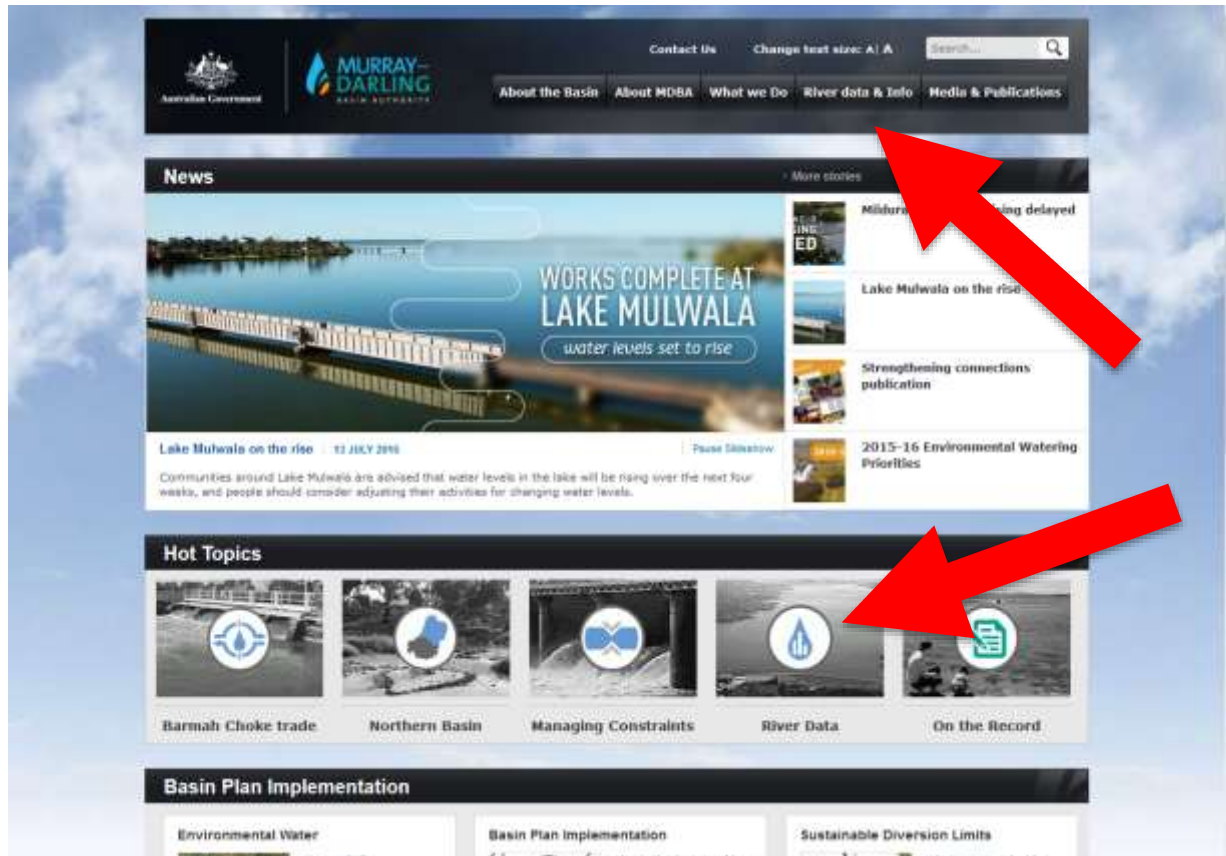 Contact Us Change text size: A| A Search...
Australian Government
MURRAY–
DARLING
BASIN AUTHORITY
About the Basin About MDBA What we Do River data & Info Media & Publications
News
More stories
WORKS COMPLETE AT
LAKE MULWALA
water levels set to rise
Lake Mulwala on the rise JULY
Pause Slideshow
Communities around Lake Mulwala are advised that water levels in the lake will be rising over the next four
weeks, and people should consider adjusting their activities for changing water levels.
ED
delayed
Lake Mulwala on the rise
Strengthening connections
publication
2015-16 Environmental Watering
Priorities
Hot Topics
Barmah Choke trade
Northern Basin
Managing Constraints
River Data
On the Record
Basin Plan Implementation
Environmental Water
Basin Plan Implementation
Sustainable Diversion Limits